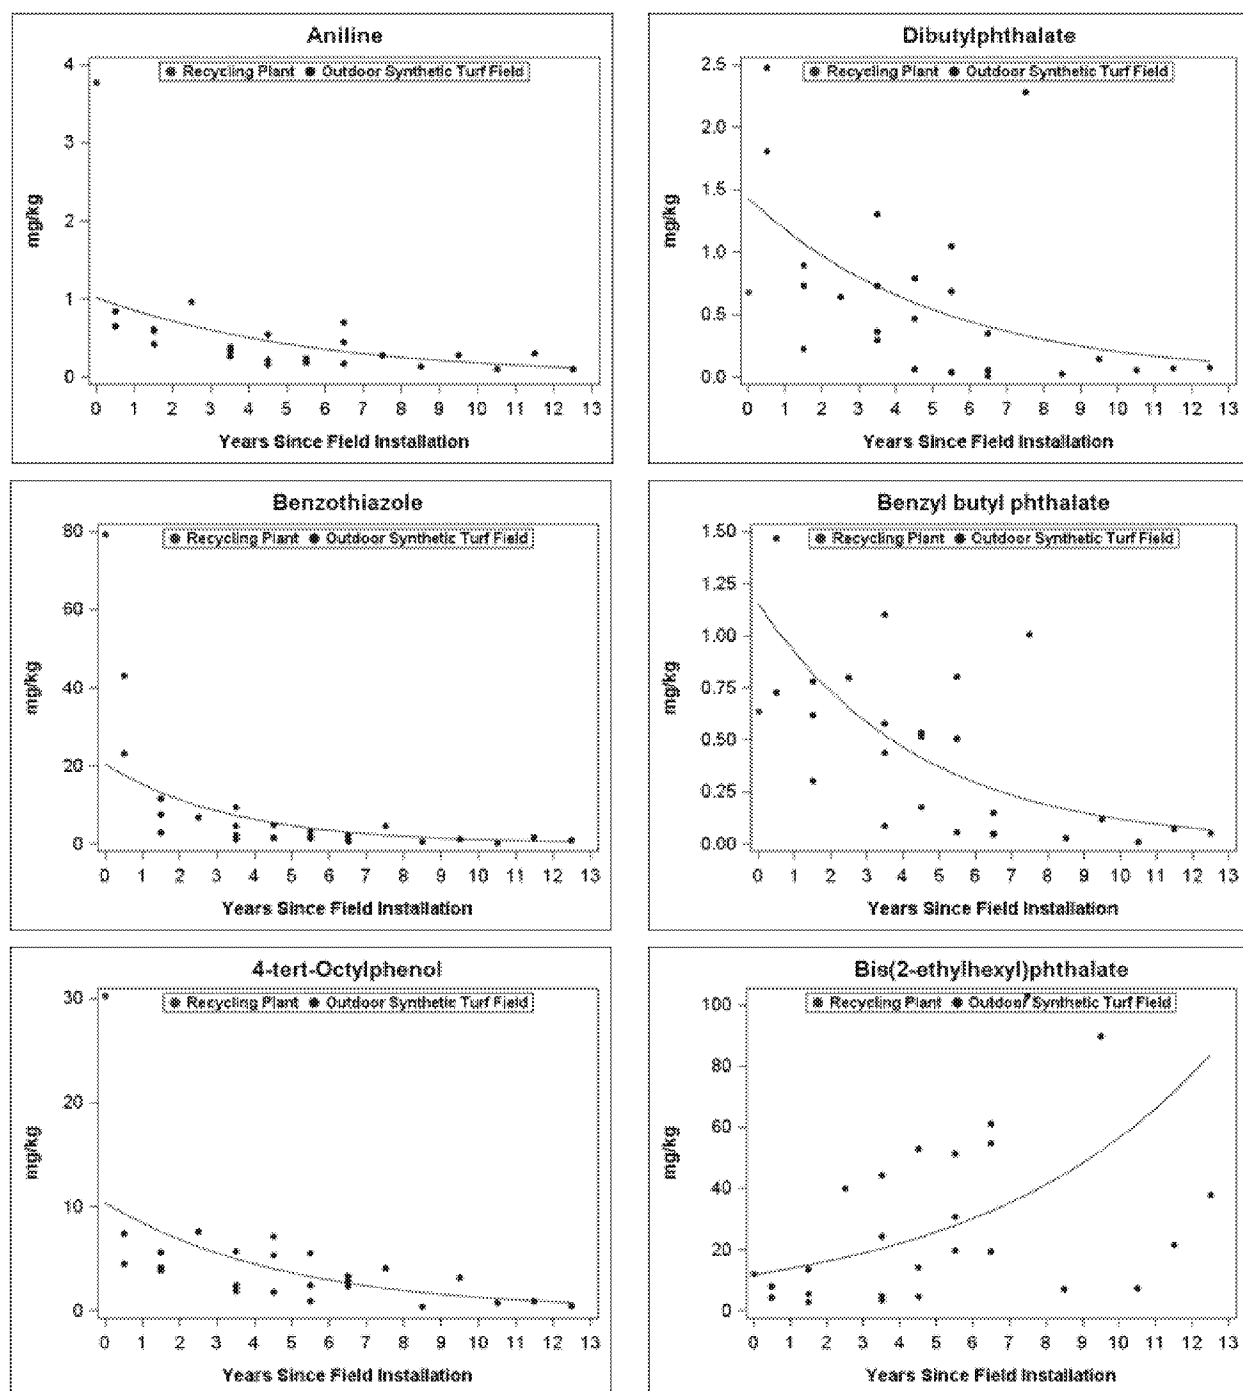 Aniline
● Recycling Plant ● Outdoor Synthetic Turf Field
4
3
2
1
0
mg/kg
0 1 2 3 4 5 6 7 8 9 10 11 12 13
Years Since Field Installation
Dibutylphthalate
● Recycling Plant ● Outdoor Synthetic Turf Field
2.5
2.0
1.5
1.0
0.5
0.0
mg/kg
0 1 2 3 4 5 6 7 8 9 10 11 12 13
Years Since Field Installation
Benzothiazole
● Recycling Plant ● Outdoor Synthetic Turf Field
80
60
40
20
0
mg/kg
0 1 2 3 4 5 6 7 8 9 10 11 12 13
Years Since Field Installation
Benzyl butyl phthalate
● Recycling Plant ● Outdoor Synthetic Turf Field
1.50
1.25
1.00
0.75
0.50
0.25
0.00
mg/kg
0 1 2 3 4 5 6 7 8 9 10 11 12 13
Years Since Field Installation
4-tert-Octylphenol
● Recycling Plant ● Outdoor Synthetic Turf Field
30
20
10
0
mg/kg
0 1 2 3 4 5 6 7 8 9 10 11 12 13
Years Since Field Installation
Bis(2-ethylhexyl)phthalate
● Recycling Plant ● Outdoor Synthetic Turf Field
100
80
60
40
20
0
mg/kg
0 1 2 3 4 5 6 7 8 9 10 11 12 13
Years Since Field Installation